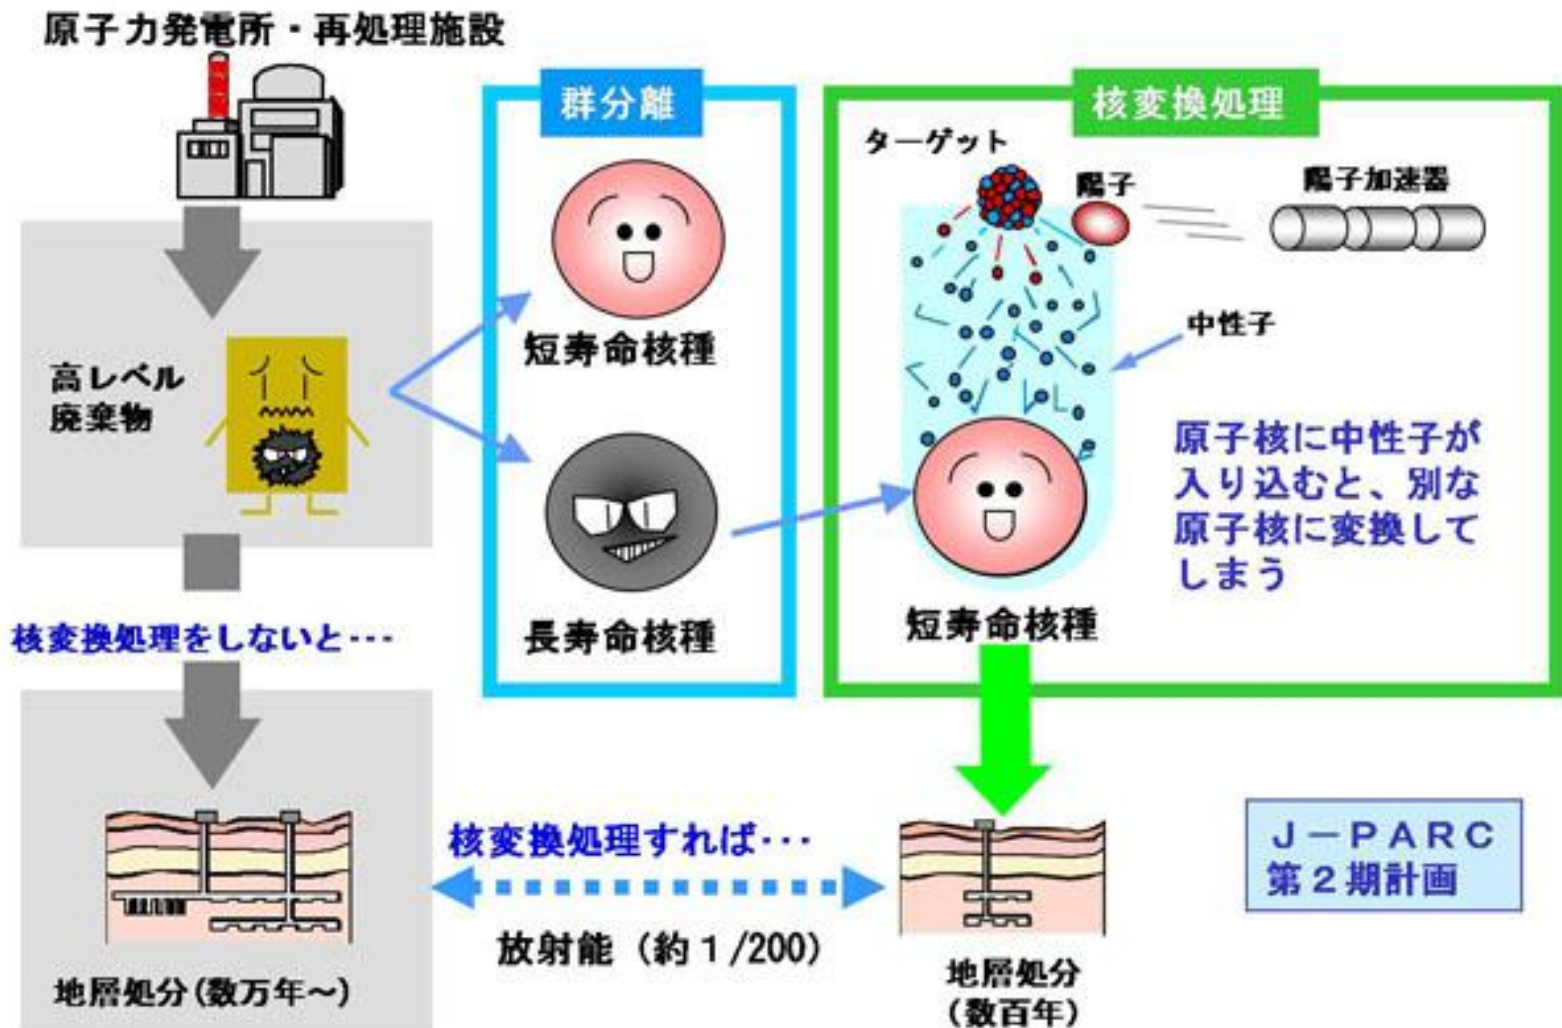 原子力発電所・再処理施設
高レベル
廃棄物
核変換処理をしないと･･･
地層処分(数万年～)
群分離
短寿命核種
長寿命核種
核変換処理
ターゲット
陽子
陽子加速器
中性子
原子核に中性子が
入り込むと、別な
原子核に変換して
しまう
短寿命核種
核変換処理すれば･･･
放射能（約１/200）
地層処分
(数百年)
Ｊ－ＰＡＲＣ
第２期計画